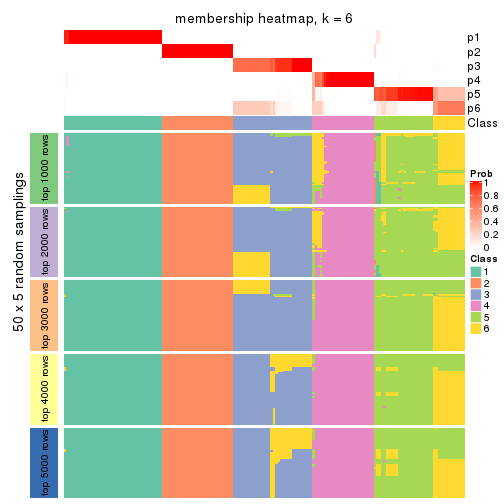 membership heatmap, k = 6
p1
p2
p3
p4
p5
p6
Class
50 x 5 random samplings
top 1000 rows
top 2000 rows
top 3000 rows
top 4000 rows
top 5000 rows
Prob
1
0.8
0.6
0.4
0.2
0
Class
1
2
3
4
5
6